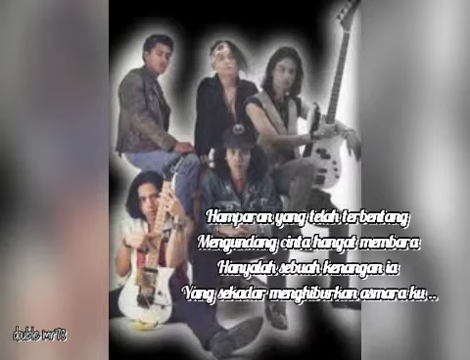 Hamparan yang telah terbentang
Mengundang cinta hangat membara
Hanyalah sebuah kenangan ia
Yang sekadar menghiburkan asmara ku ..